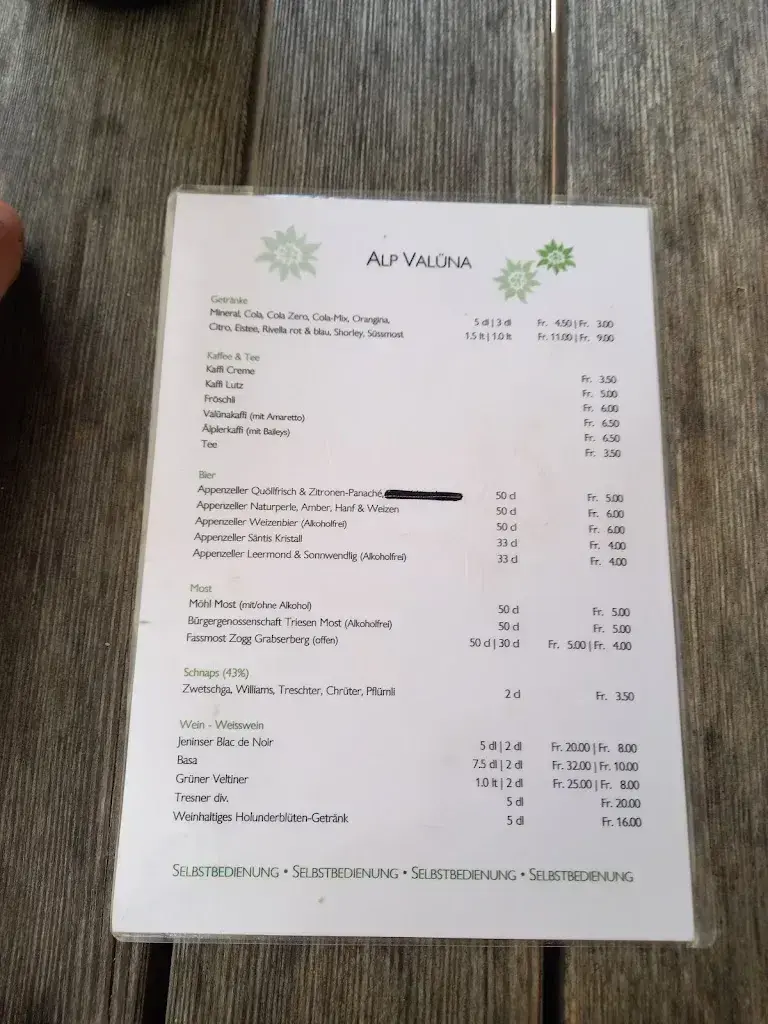 ALP VALÜNA
Getränke
Mineral, Cola, Cola Zero, Cola-Mix, Orangina, 5 dl | 3 dl Fr. 4.50 | Fr. 3.00
Citro, Eistee, Rivella rot & blau, Shorley, Süssmost 1.5 lt | 1.0 lt Fr. 11.00 | Fr. 9.00
Kaffee & Tee
Kaffi Creme Fr. 3.50
Kaffi Lutz Fr. 5.00
Fröschli Fr. 6.00
Valünakaffi (mit Amaretto) Fr. 6.50
Älplerkaffi (mit Baileys) Fr. 6.50
Tee Fr. 3.50
Bier
Appenzeller Quöllfrisch & Zitronen-Panaché, 50 cl Fr. 5.00
Appenzeller Naturperle, Amber, Hanf & Weizen 50 cl Fr. 6.00
Appenzeller Weizenbier (Alkoholfrei) 50 cl Fr. 6.00
Appenzeller Säntis Kristall 33 cl Fr. 4.00
Appenzeller Leermond & Sonnwendlig (Alkoholfrei) 33 cl Fr. 4.00
Most
Möhl Most (mit/ohne Alkohol) 50 cl Fr. 5.00
Bürgergenossenschaft Triesen Most (Alkoholfrei) 50 cl Fr. 5.00
Fassmost Zogg Grabserberg (offen) 50 cl | 30 cl Fr. 5.00 | Fr. 4.00
Schnaps (43%)
Zwetschga, Williams, Treschter, Chrüter, Pflümli 2 cl Fr. 3.50
Wein - Weisswein
Jeninser Blac de Noir 5 dl | 2 dl Fr. 20.00 | Fr. 8.00
Basa 7.5 dl | 2 dl Fr. 32.00 | Fr. 10.00
Grüner Veltiner 1.0 lt | 2 dl Fr. 25.00 | Fr. 8.00
Tresner div. 5 dl Fr. 20.00
Weinhaltiges Holunderblüten-Getränk 5 dl Fr. 16.00
SELBSTBEDIENUNG • SELBSTBEDIENUNG • SELBSTBEDIENUNG • SELBSTBEDIENUNG